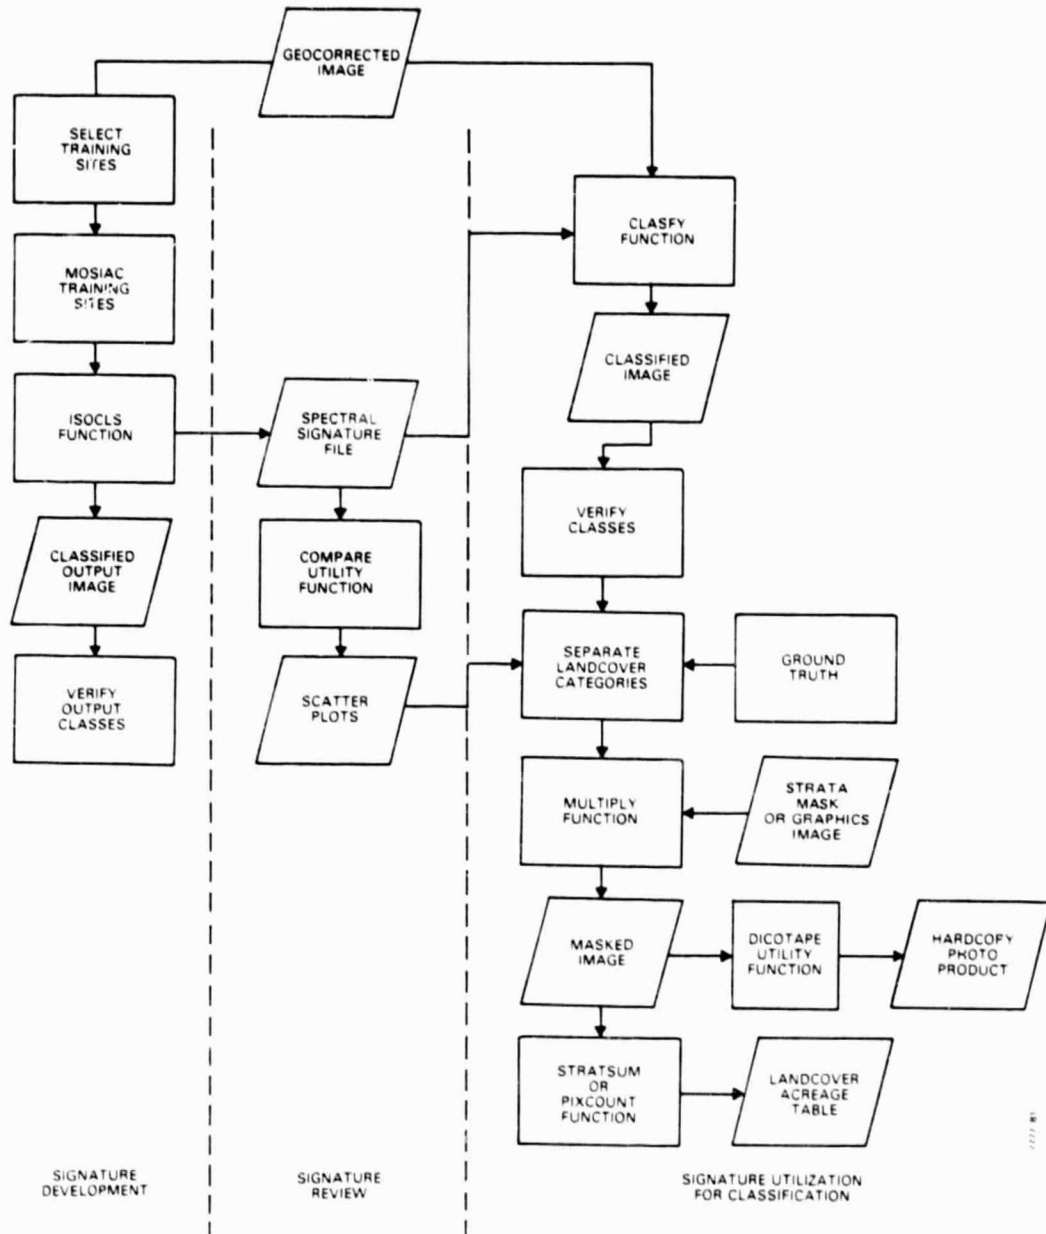 GEOCORRECTED
IMAGE
SELECT
TRAINING
SITES
MOSIAC
TRAINING
SITES
ISOCLS
FUNCTION
CLASSIFIED
OUTPUT
IMAGE
VERIFY
OUTPUT
CLASSES
SPECTRAL
SIGNATURE
FILE
COMPARE
UTILITY
FUNCTION
SCATTER
PLOTS
CLASFY
FUNCTION
CLASSIFIED
IMAGE
VERIFY
CLASSES
SEPARATE
LANDCOVER
CATEGORIES
GROUND
TRUTH
MULTIPLY
FUNCTION
STRATA
MASK
OR GRAPHICS
IMAGE
MASKED
IMAGE
DICOTAPE
UTILITY
FUNCTION
HARDCOPY
PHOTO
PRODUCT
STRATSUM
OR
PIXCOUNT
FUNCTION
LANDCOVER
ACREAGE
TABLE
SIGNATURE
DEVELOPMENT
SIGNATURE
REVIEW
SIGNATURE UTILIZATION
FOR CLASSIFICATION